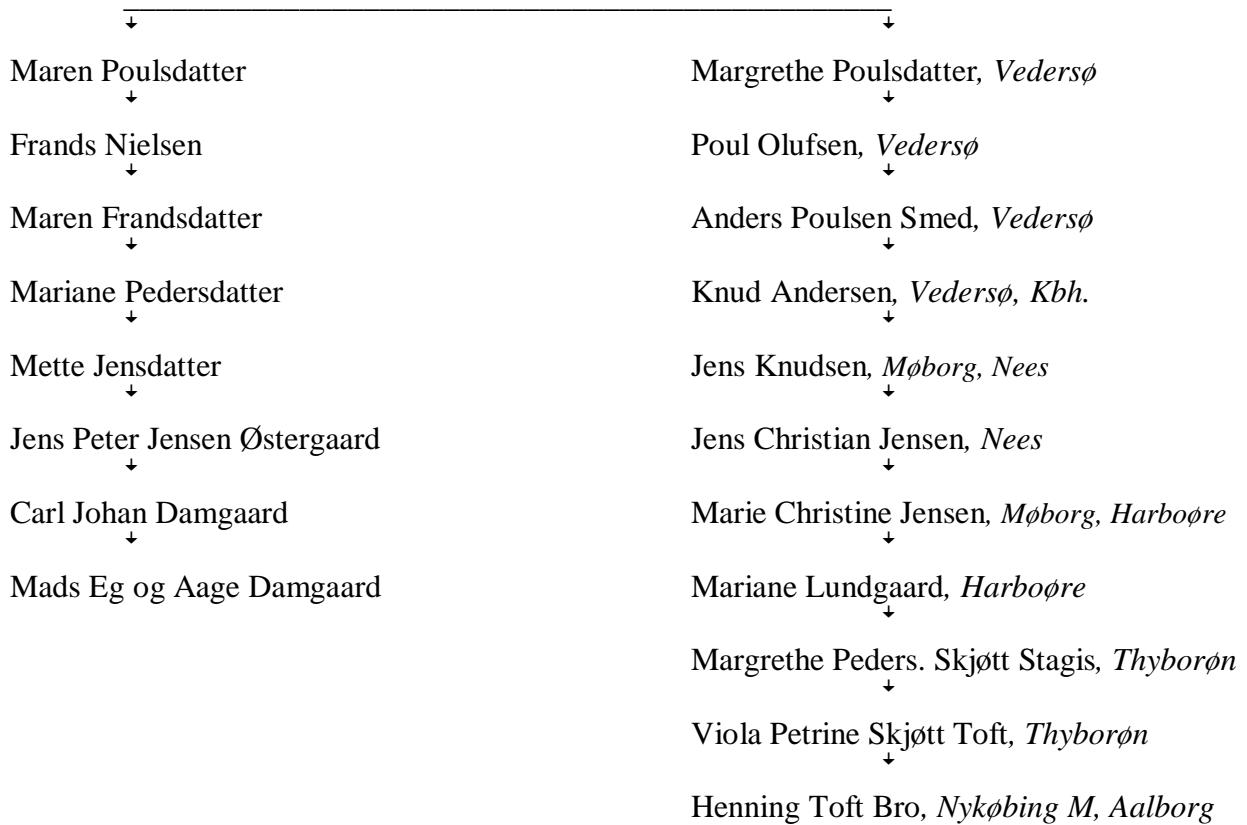 Maren Poulsdatter Margrethe Poulsdatter, Vedersø
Frands Nielsen Poul Olufsen, Vedersø
Maren Frandsdatter Anders Poulsen Smed, Vedersø
Mariane Pedersdatter Knud Andersen, Vedersø, Kbh.
Mette Jensdatter Jens Knudsen, Møborg, Nees
Jens Peter Jensen Østergaard Jens Christian Jensen, Nees
Carl Johan Damgaard Marie Christine Jensen, Møborg, Harboøre
Mads Eg og Aage Damgaard Mariane Lundgaard, Harboøre
Margrethe Peders. Skjøtt Stagis, Thyborøn
Viola Petrine Skjøtt Toft, Thyborøn
Henning Toft Bro, Nykøbing M, Aalborg